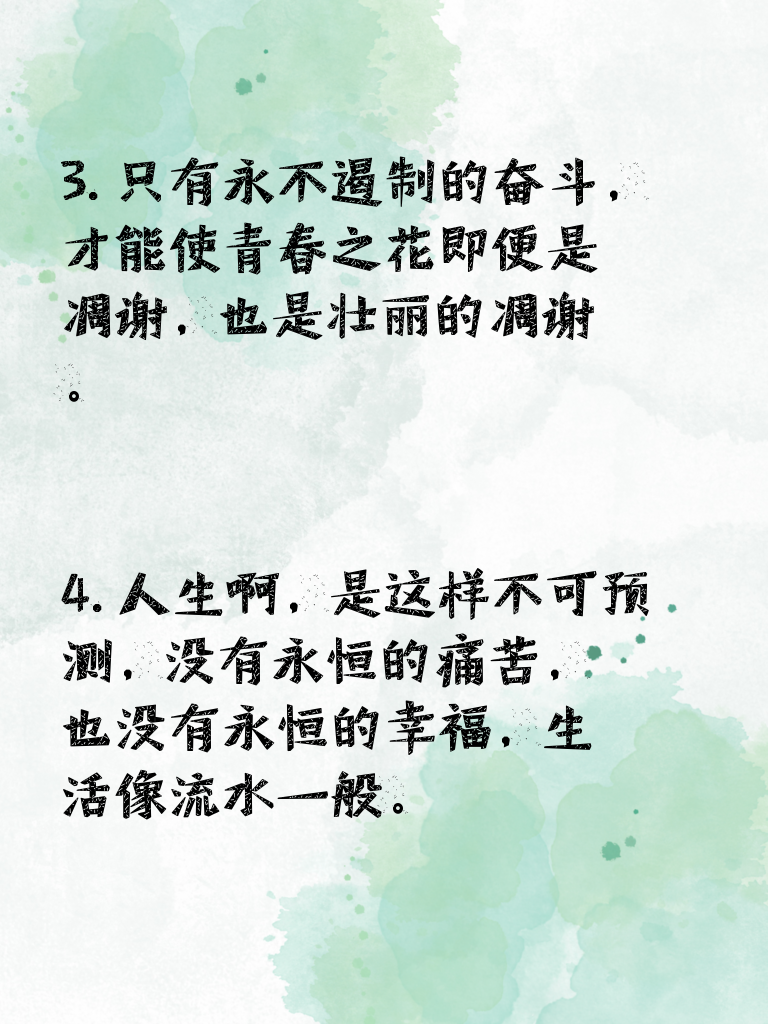 3.只有永不遏制的奋斗，
才能使青春之花即便是
凋谢，也是壮丽的凋谢
。
4.人生啊，是这样不可预
测，没有永恒的痛苦，
也没有永恒的幸福，生
活像流水一般。